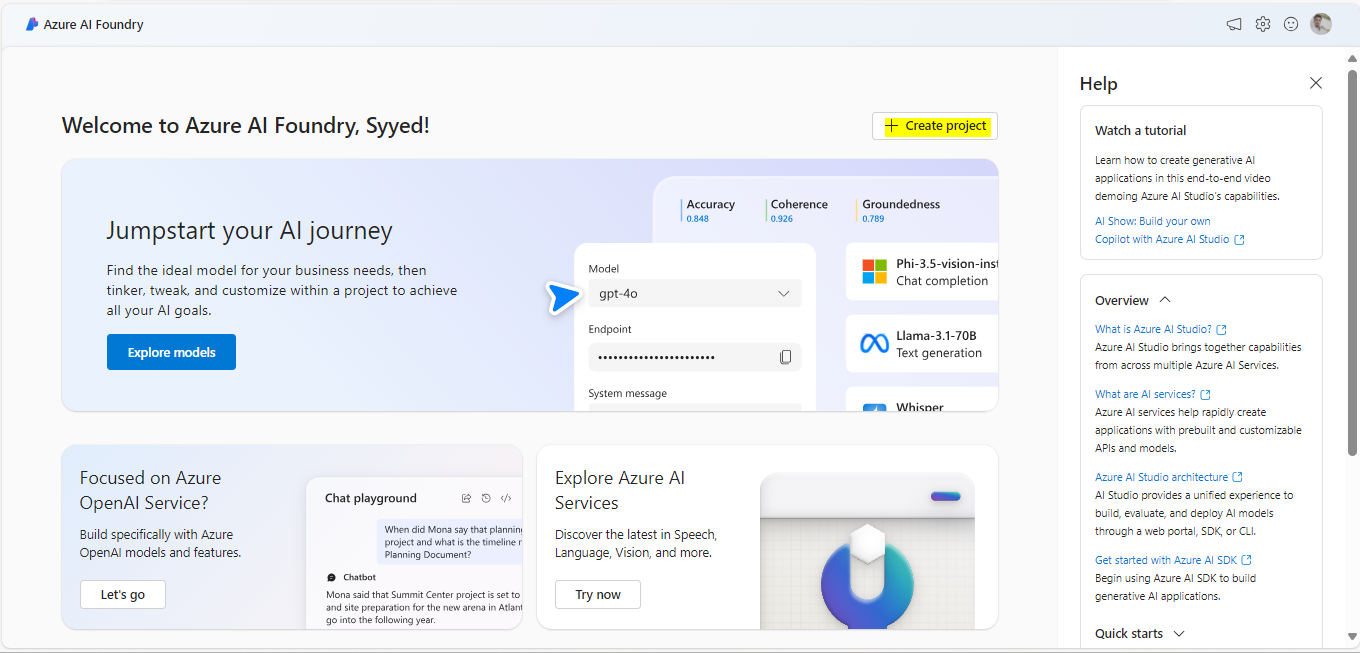 Azure AI Foundry
Welcome to Azure AI Foundry, Syyed!
Create project
Jumpstart your AI journey
Find the ideal model for your business needs, then
tinker, tweak, and customize within a project to achieve
all your AI goals.
Explore models
Accuracy
0.848
Coherence
0.926
Groundedness
0.789
Model
gpt-4o
Endpoint
•••••••••••••••••••••••
System message
Phi-3.5-vision-inst
Chat completion
Llama-3.1-70B
Text generation
Whisper
Focused on Azure
OpenAI Service?
Build specifically with Azure
OpenAI models and features.
Let's go
Chat playground
When did Mona say that planning
project and what is the timeline
Planning Document?
Chatbot
Mona said that Summit Center project is set to
and site preparation for the new arena in Atlan
go into the following year.
Explore Azure AI
Services
Discover the latest in Speech,
Language, Vision, and more.
Try now
Help
Watch a tutorial
Learn how to create generative AI
applications in this end-to-end video
demoing Azure AI Studio's capabilities.
AI Show: Build your own
Copilot with Azure AI Studio
Overview
What is Azure AI Studio?
Azure AI Studio brings together capabilities
from across multiple Azure AI Services.
What are AI services?
Azure AI services help rapidly create
applications with prebuilt and customizable
APIs and models.
Azure AI Studio architecture
AI Studio provides a unified experience to
build, evaluate, and deploy AI models
through a web portal, SDK, or CLI.
Get started with Azure AI SDK
Begin using Azure AI SDK to build
generative AI applications.
Quick starts